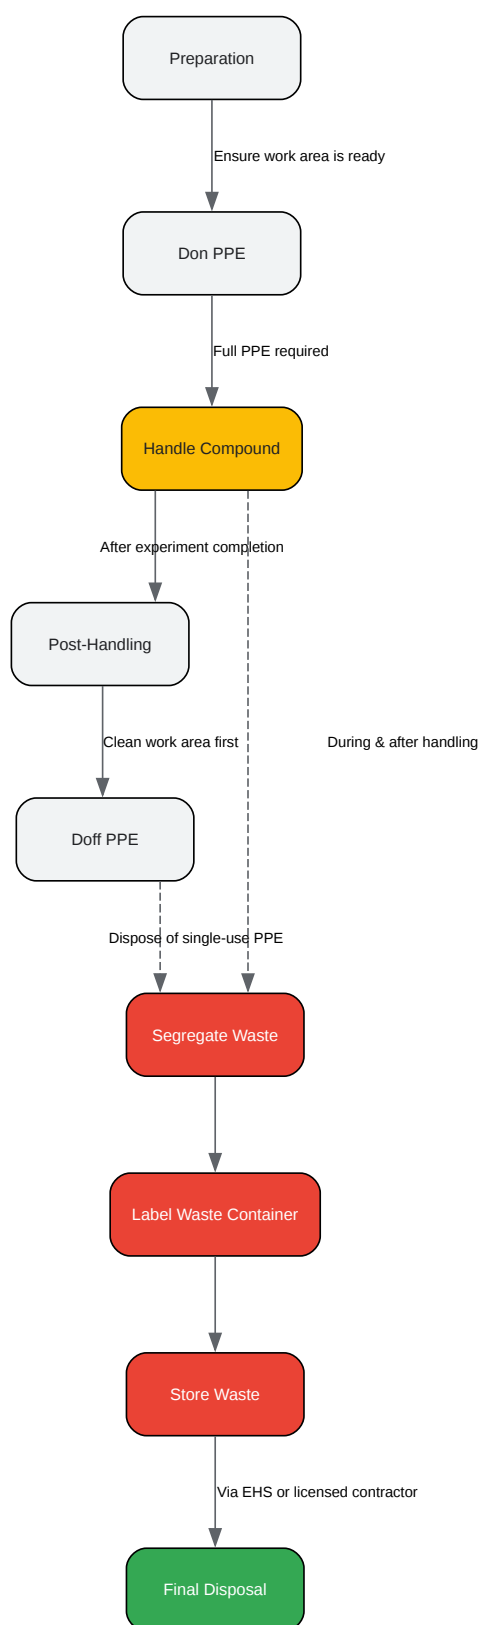 Preparation
Ensure work area is ready
Don PPE
Full PPE required
Handle Compound
After experiment completion
Post-Handling
Clean work area first
During & after handling
Doff PPE
Dispose of single-use PPE
Segregate Waste
Label Waste Container
Store Waste
Via EHS or licensed contractor
Final Disposal